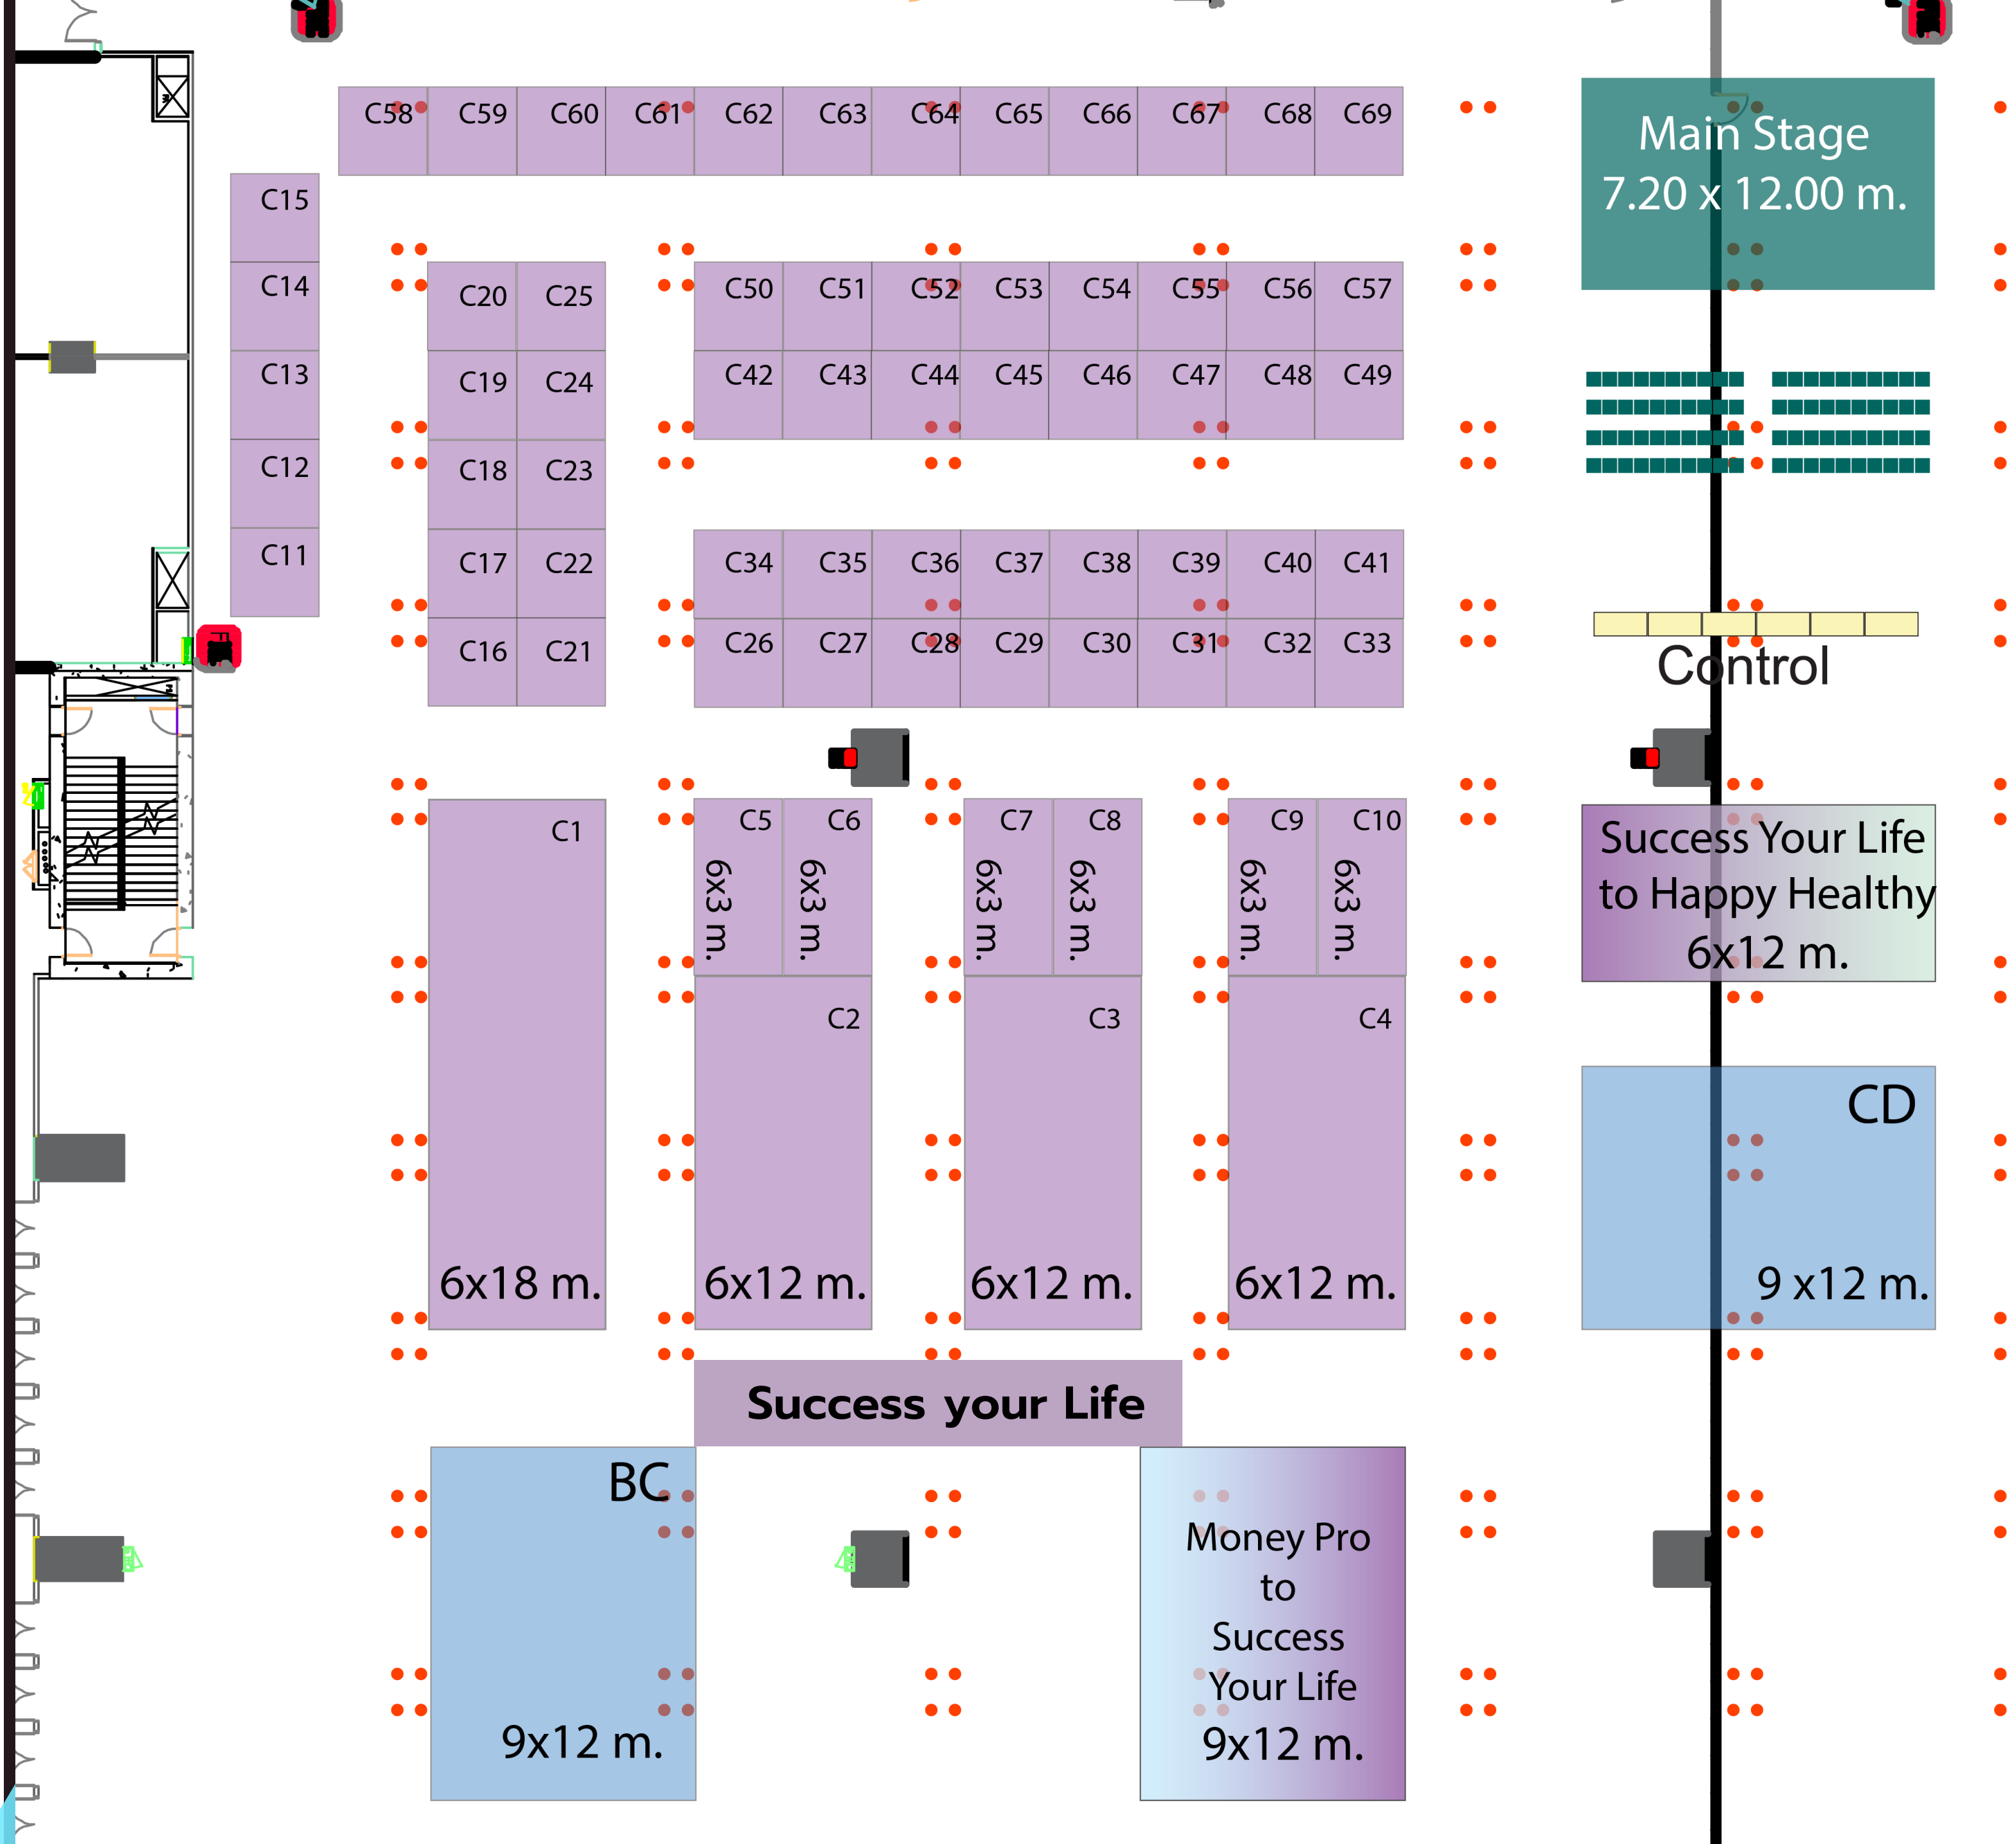 C58 C59 C60 C61 C62 C63 C64 C65 C66 C67 C68 C69
Main Stage
7.20 x 12.00 m.
C15
C14
C13
C12
C11
C20 C25
C19 C24
C18 C23
C17 C22
C16 C21
C50 C51 C52 C53 C54 C55 C56 C57
C42 C43 C44 C45 C46 C47 C48 C49
C34 C35 C36 C37 C38 C39 C40 C41
C26 C27 C28 C29 C30 C31 C32 C33
Control
C1
6x18 m.
C5 C6
6x3 m. 6x3 m.
C2
6x12 m.
C7 C8
6x3 m. 6x3 m.
C3
6x12 m.
C9 C10
6x3 m. 6x3 m.
C4
6x12 m.
Success Your Life
to Happy Healthy
6x12 m.
CD
9 x12 m.
Success your Life
BC
9x12 m.
Money Pro
to
Success
Your Life
9x12 m.